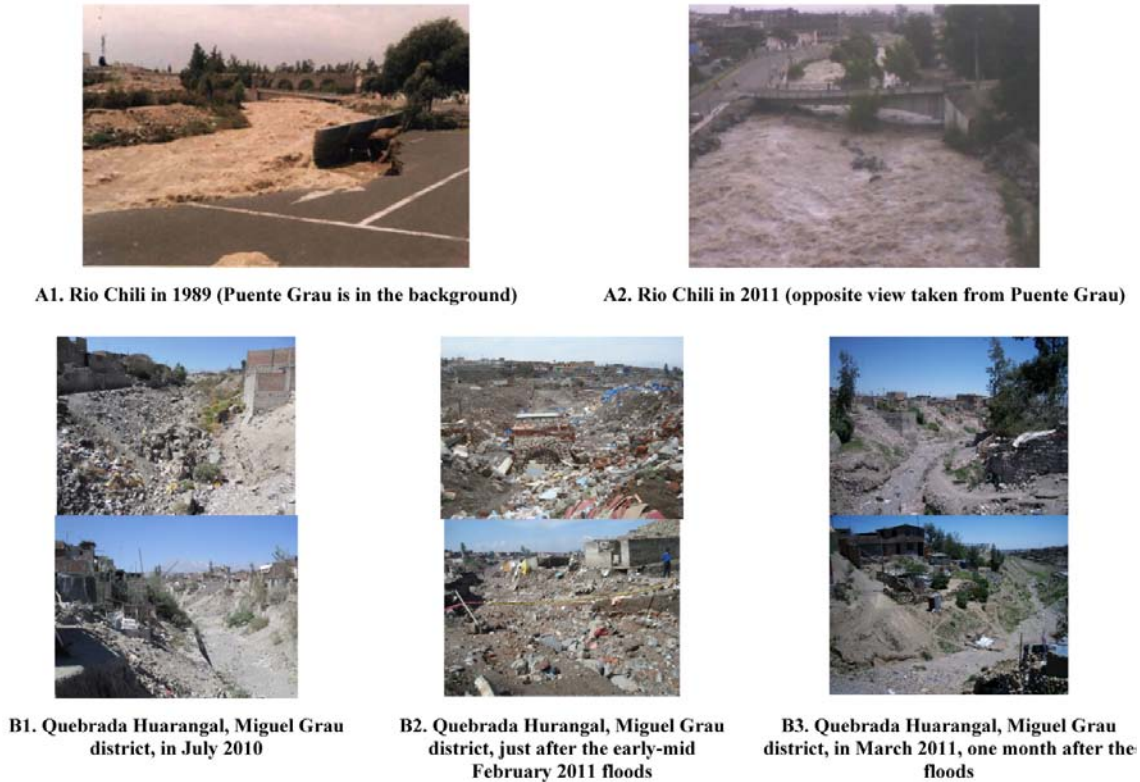 A1. Rio Chili in 1989 (Puente Grau is in the background)
A2. Rio Chili in 2011 (opposite view taken from Puente Grau)
B1. Quebrada Huarangal, Miguel Grau
district, in July 2010
B2. Quebrada Hurangal, Miguel Grau
district, just after the early-mid
February 2011 floods
B3. Quebrada Huarangal, Miguel Grau
district, in March 2011, one month after the
floods